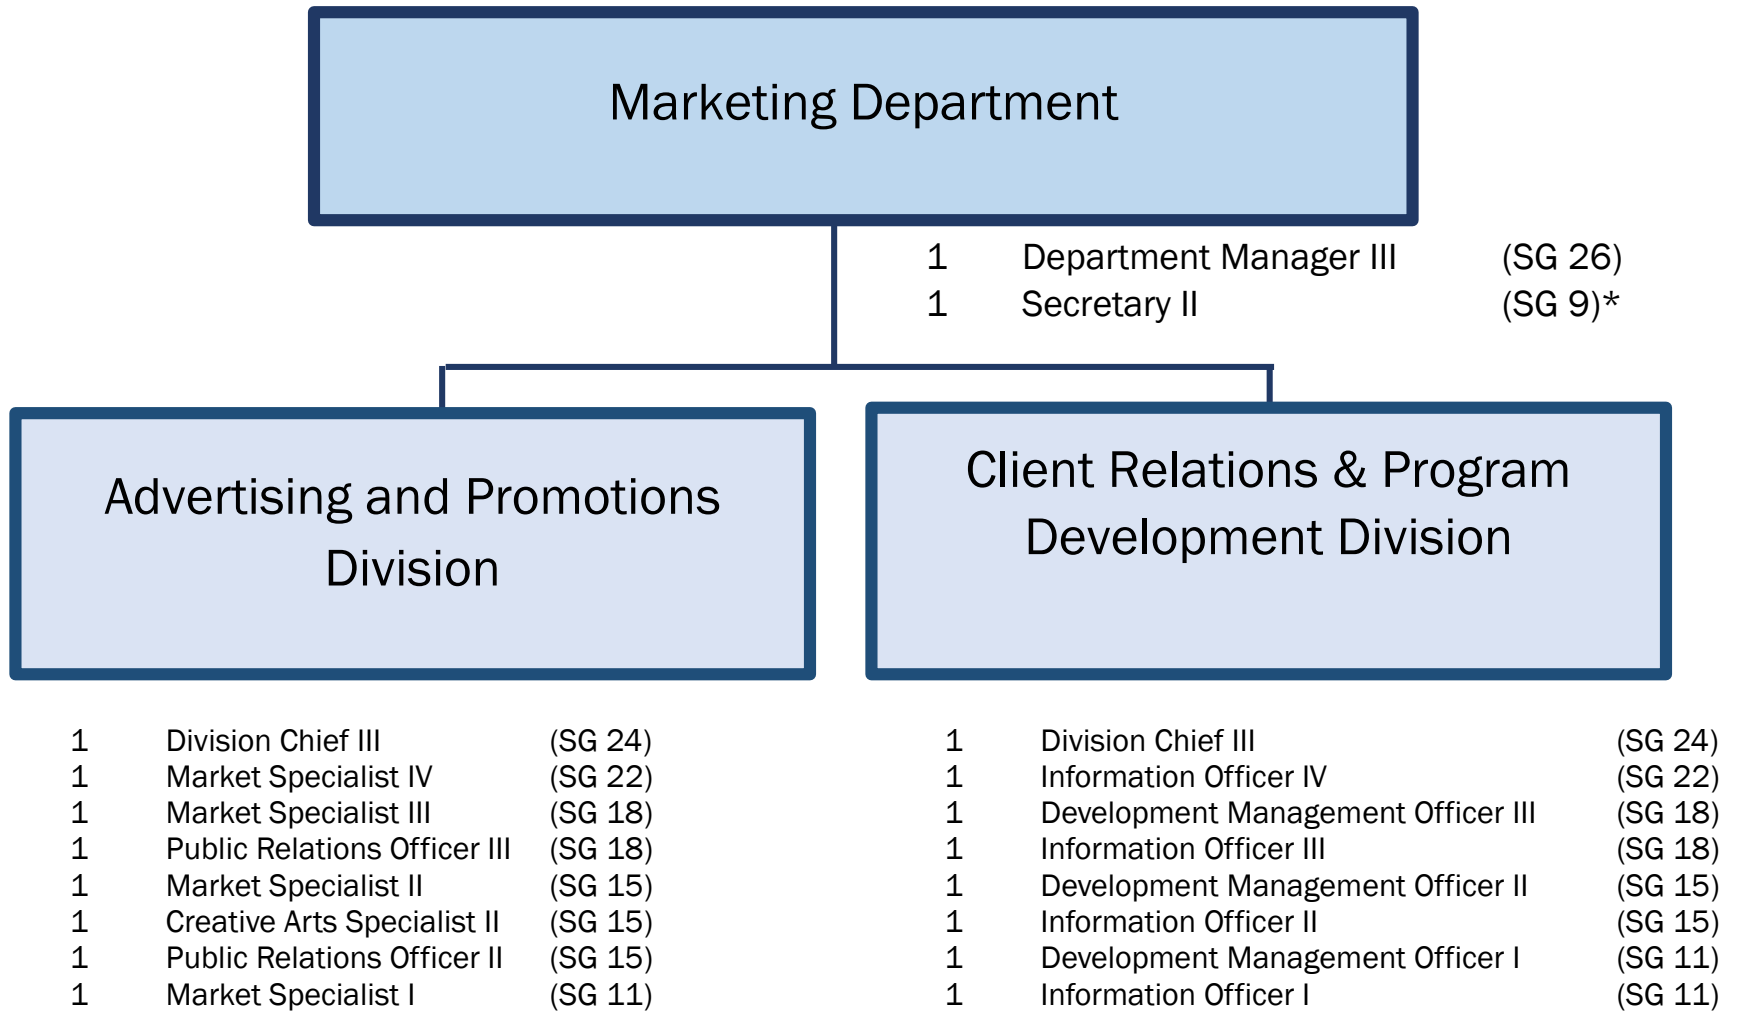 Marketing Department
1 Department Manager III (SG 26)
1 Secretary II (SG 9)*
Advertising and Promotions
Division
1 Division Chief III (SG 24)
1 Market Specialist IV (SG 22)
1 Market Specialist III (SG 18)
1 Public Relations Officer III (SG 18)
1 Market Specialist II (SG 15)
1 Creative Arts Specialist II (SG 15)
1 Public Relations Officer II (SG 15)
1 Market Specialist I (SG 11)
Client Relations & Program
Development Division
1 Division Chief III (SG 24)
1 Information Officer IV (SG 22)
1 Development Management Officer III (SG 18)
1 Information Officer III (SG 18)
1 Development Management Officer II (SG 15)
1 Information Officer II (SG 15)
1 Development Management Officer I (SG 11)
1 Information Officer I (SG 11)